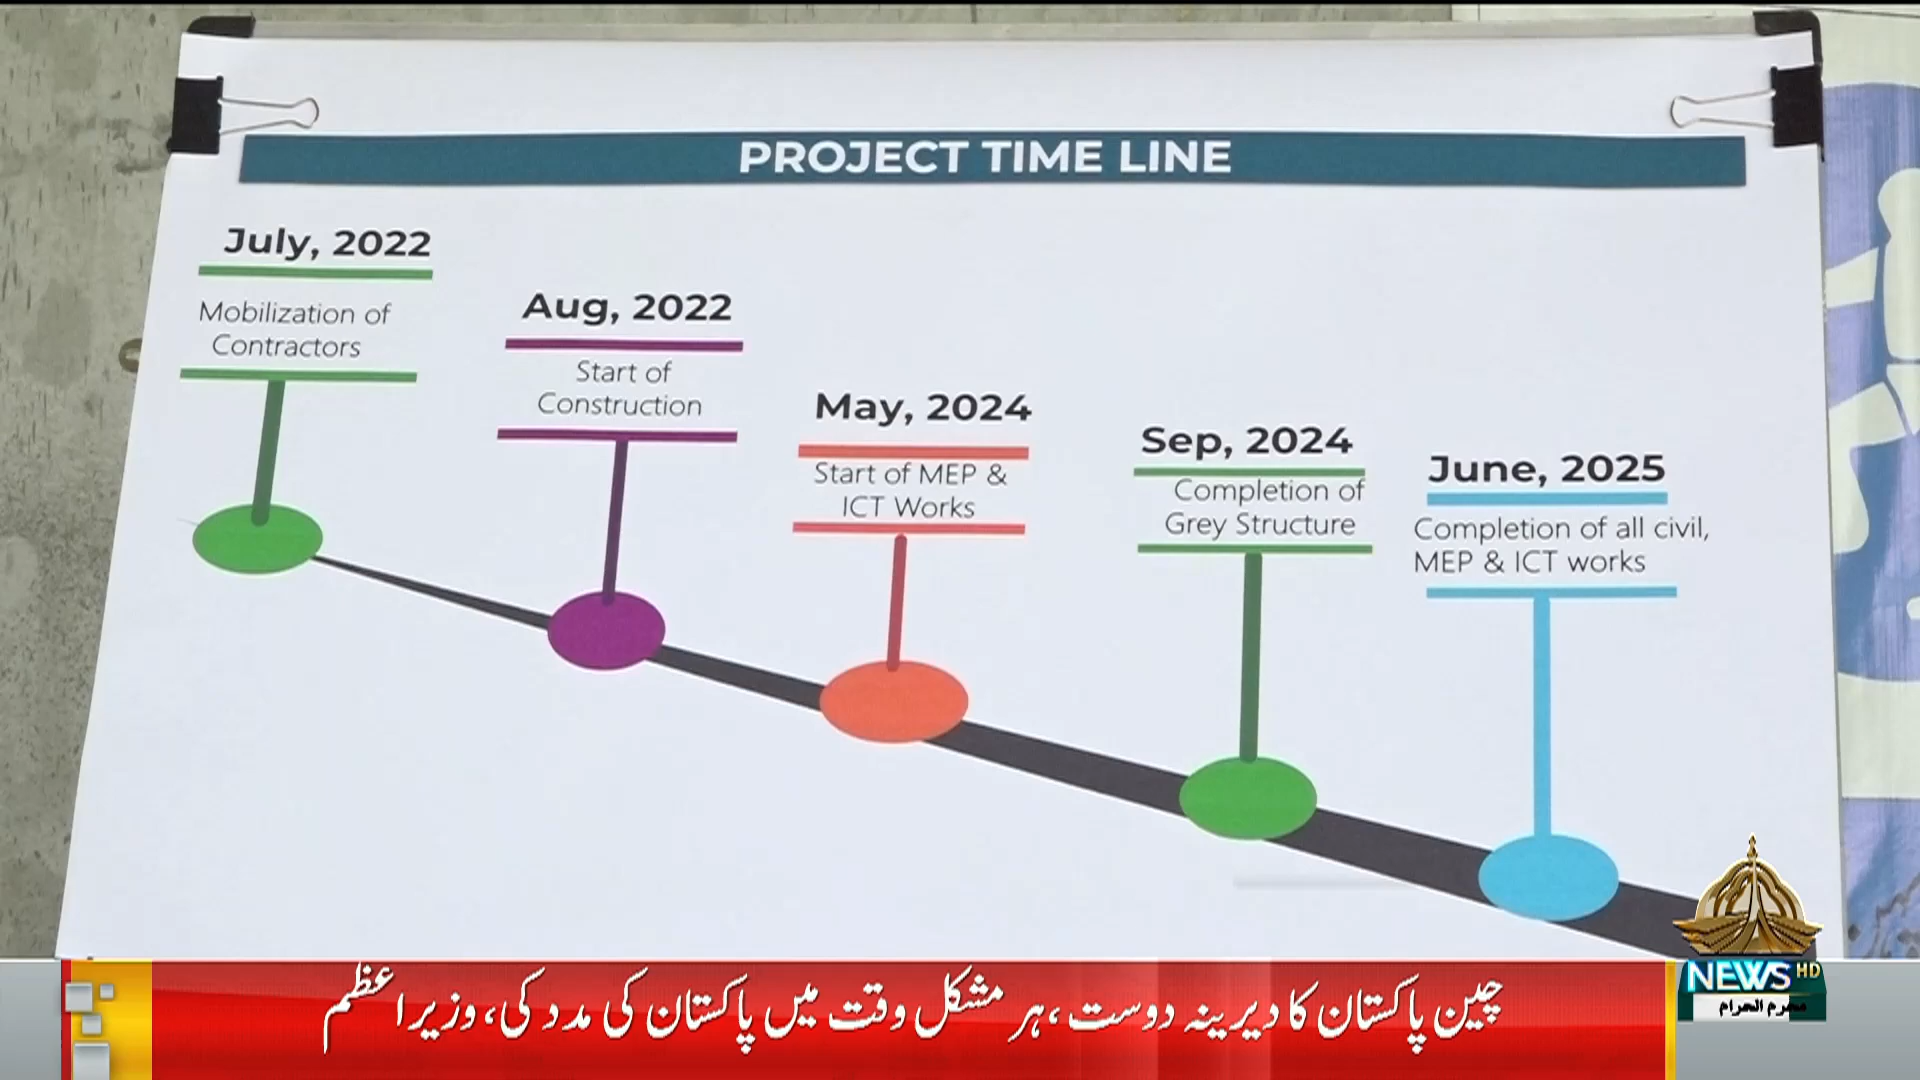 PROJECT TIME LINE
July, 2022
Mobilization of
Contractors
Aug, 2022
Start of
Construction
May, 2024
Start of MEP &
ICT Works
Sep, 2024
Completion of
Grey Structure
June, 2025
Completion of all civil,
MEP & ICT works
NEWS HD
محرم الحرام
چین پاکستان کا دیرینہ دوست، ہر مشکل وقت میں پاکستان کی مدد کی، وزیراعظم